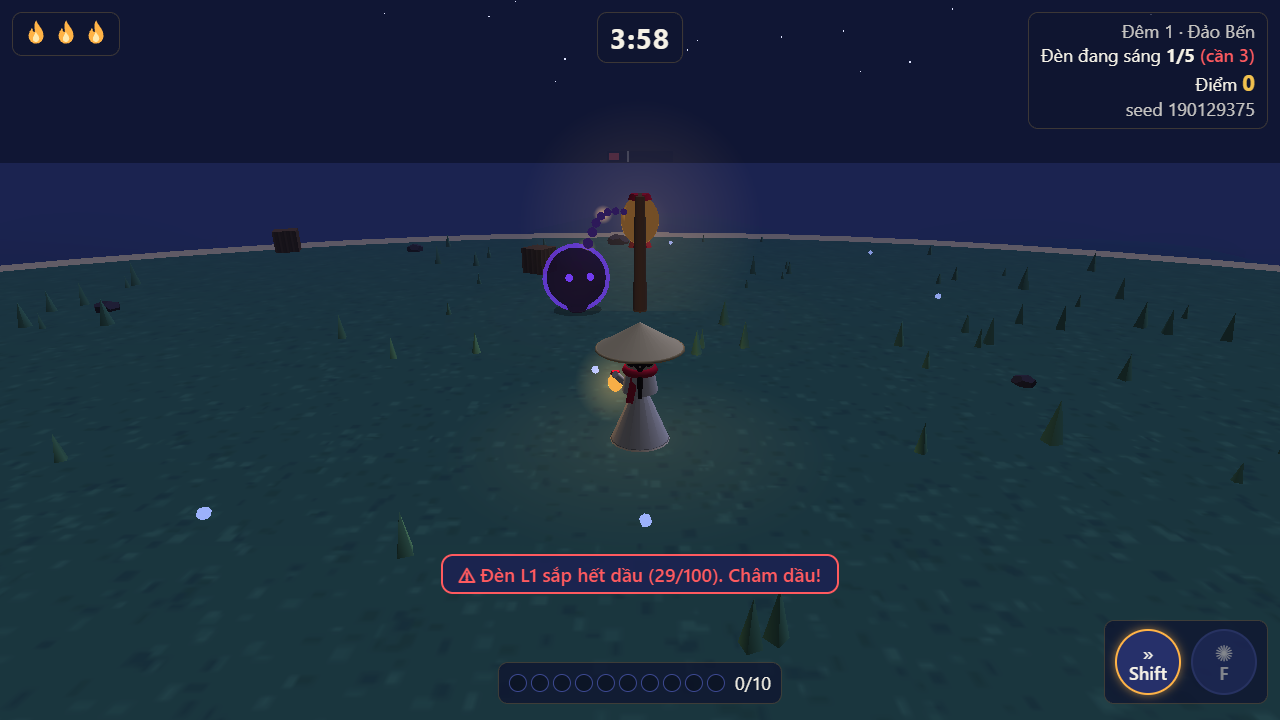 3:58
Đêm 1 · Đảo Bến
Đèn đang sáng 1/5 (cần 3)
Điểm 0
seed 190129375
⚠ Đèn L1 sắp hết dầu (29/100). Châm dầu!
0/10
» Shift
F